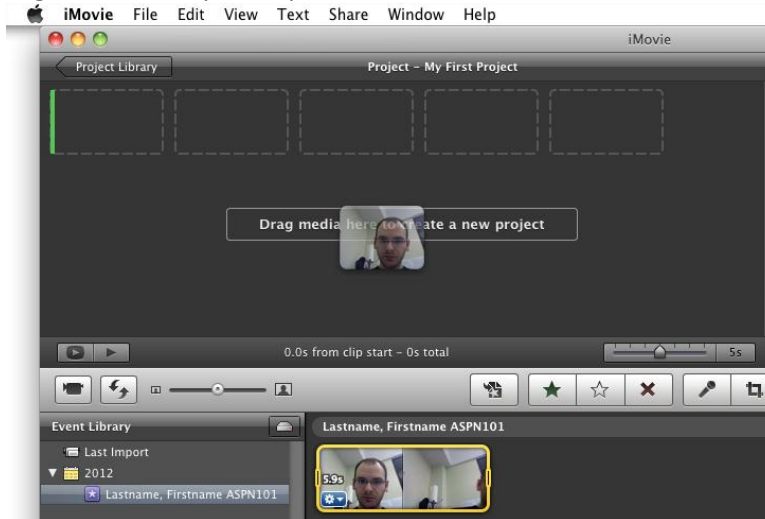 iMovie File Edit View Text Share Window Help
iMovie
Project Library
Project - My First Project
Drag media here to create a new project
0.0s from clip start - 0s total
5s
Event Library
Lastname, Firstname ASPN101
Last Import
2012
Lastname, Firstname ASPN101
5.9s